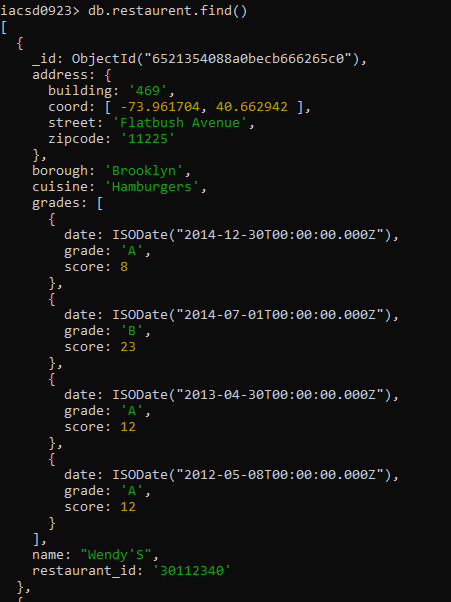 iacsd0923> db.restaurent.find()
[
  {
    _id: ObjectId("6521354088a0becb666265c0"),
    address: {
      building: '469',
      coord: [ -73.961704, 40.662942 ],
      street: 'Flatbush Avenue',
      zipcode: '11225'
    },
    borough: 'Brooklyn',
    cuisine: 'Hamburgers',
    grades: [
      {
        date: ISODate("2014-12-30T00:00:00.000Z"),
        grade: 'A',
        score: 8
      },
      {
        date: ISODate("2014-07-01T00:00:00.000Z"),
        grade: 'B',
        score: 23
      },
      {
        date: ISODate("2013-04-30T00:00:00.000Z"),
        grade: 'A',
        score: 12
      },
      {
        date: ISODate("2012-05-08T00:00:00.000Z"),
        grade: 'A',
        score: 12
      }
    ],
    name: "Wendy'S",
    restaurant_id: '30112340'
  },
  {